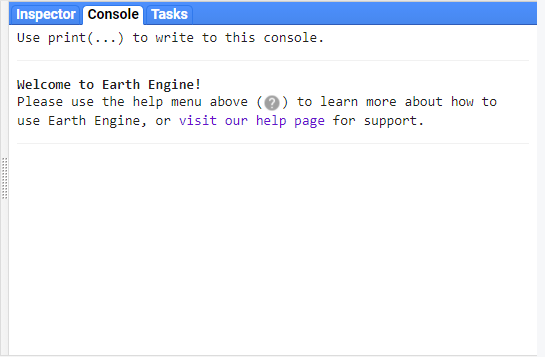 Inspector Console Tasks
Use print(...) to write to this console.
Welcome to Earth Engine!
Please use the help menu above (?) to learn more about how to
use Earth Engine, or visit our help page for support.